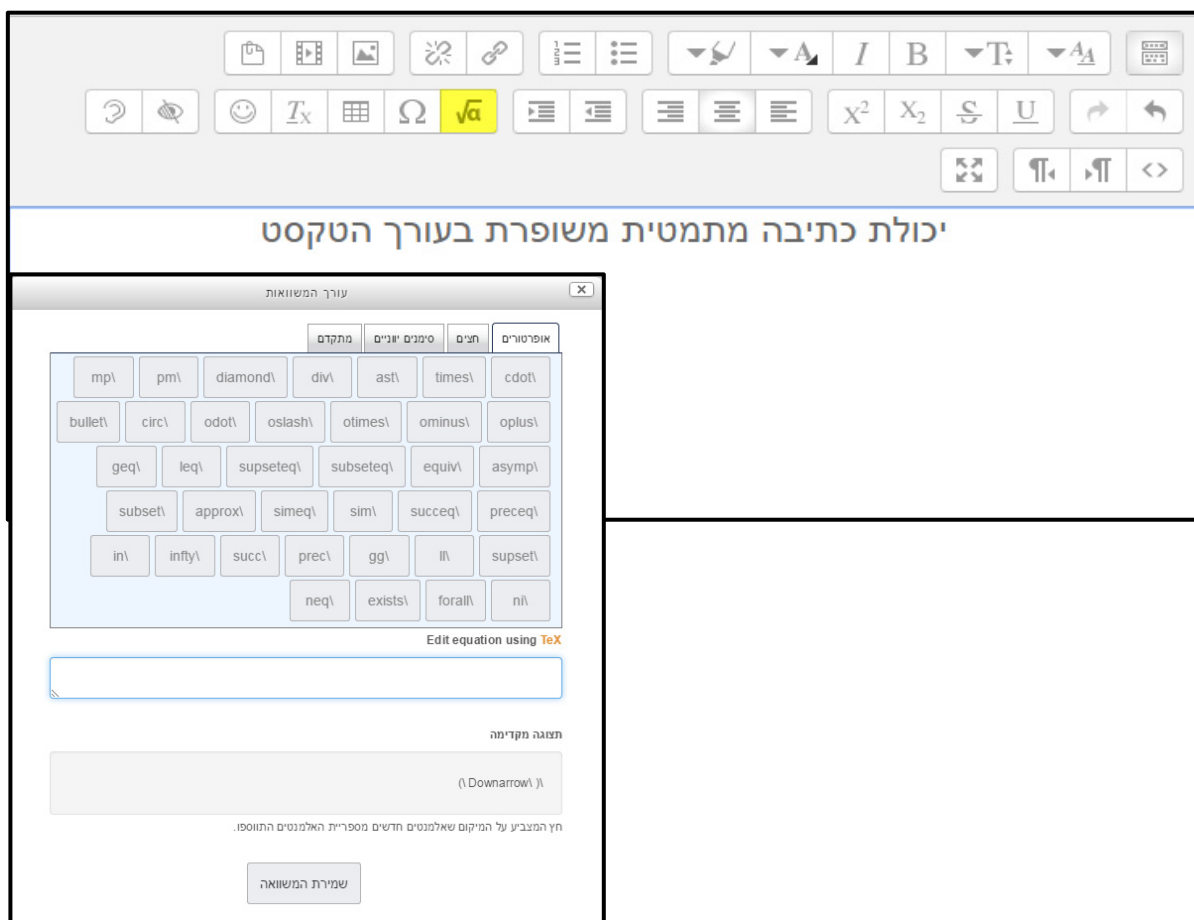 A̲A T A B I
U S X₂ X² √α Ω Tx
יכולת כתיבה מתמטית משופרת בעורך הטקסט
עורך המשוואות
אופרטורים חצים סימנים יווניים מתקדם
cdot\ times\ ast\ div\ diamond\ pm\ mp\
oplus\ ominus\ otimes\ oslash\ odot\ circ\ bullet\
asymp\ equiv\ subseteq\ supseteq\ leq\ geq\
preceq\ succeq\ sim\ simeq\ approx\ subset\
supset\ ll\ gg\ prec\ succ\ infty\ in\
ni\ forall\ exists\ neq\
Edit equation using TeX
תצוגה מקדימה
(\ Downarrow\ )\
חץ המצביע על המיקום שאלמנטים חדשים מספריית האלמנטים התווספו.
שמירת המשוואה